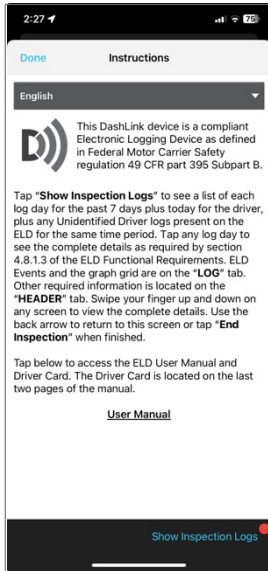 2:27
75
Done
Instructions
English
This DashLink device is a compliant
Electronic Logging Device as defined
in Federal Motor Carrier Safety
regulation 49 CFR part 395 Subpart B.
Tap “Show Inspection Logs” to see a list of each
log day for the past 7 days plus today for the driver,
plus any Unidentified Driver logs present on the
ELD for the same time period. Tap any log day to
see the complete details as required by section
4.8.1.3 of the ELD Functional Requirements. ELD
Events and the graph grid are on the “LOG” tab.
Other required information is located on the
“HEADER” tab. Swipe your finger up and down on
any screen to view the complete details. Use the
back arrow to return to this screen or tap “End
Inspection” when finished.
Tap below to access the ELD User Manual and
Driver Card. The Driver Card is located on the last
two pages of the manual.
User Manual
Show Inspection Logs